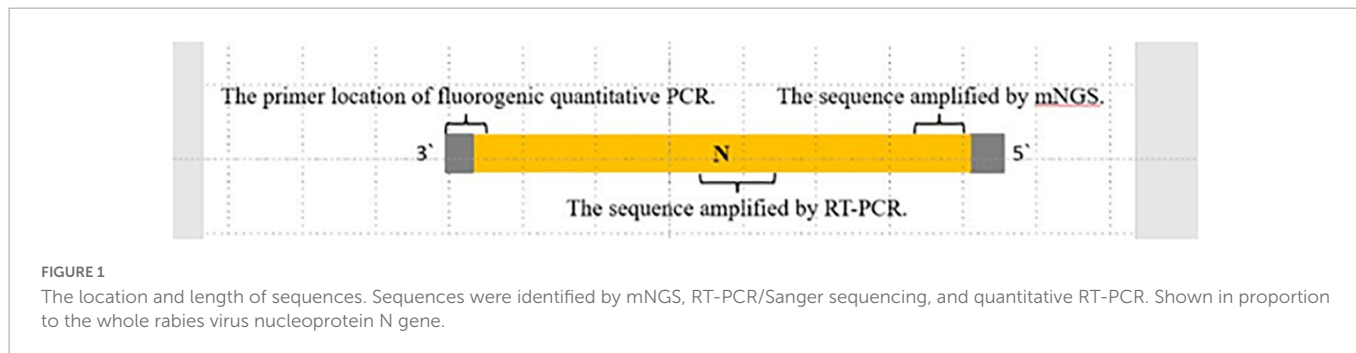 The primer location of fluorogenic quantitative PCR.
The sequence amplified by mNGS.
3`
N
5`
The sequence amplified by RT-PCR.
FIGURE 1
The location and length of sequences. Sequences were identified by mNGS, RT-PCR/Sanger sequencing, and quantitative RT-PCR. Shown in proportion
to the whole rabies virus nucleoprotein N gene.